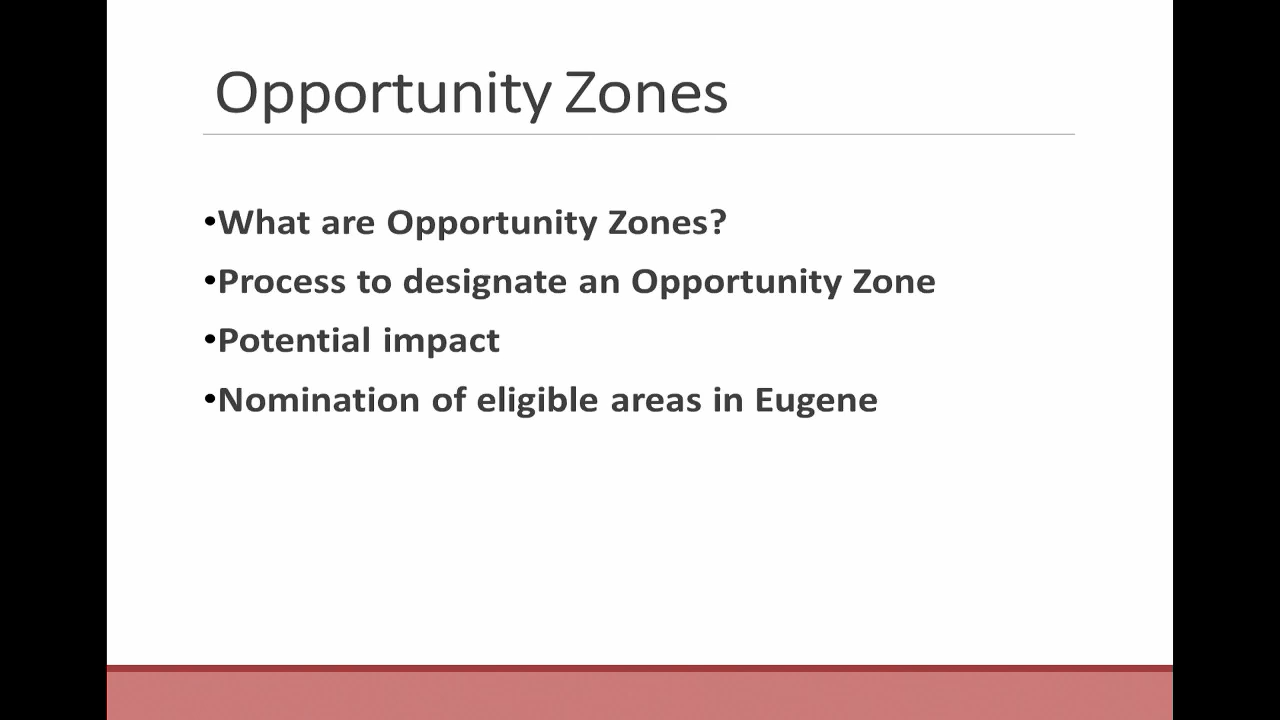 Opportunity Zones
•What are Opportunity Zones?
•Process to designate an Opportunity Zone
•Potential impact
•Nomination of eligible areas in Eugene